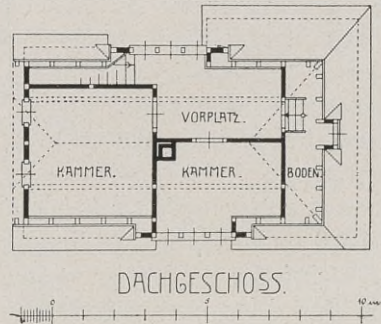 VORPLATZ.
KAMMER. KAMMER. BODEN.
DACHGESCHOSS.
0 5 10 m